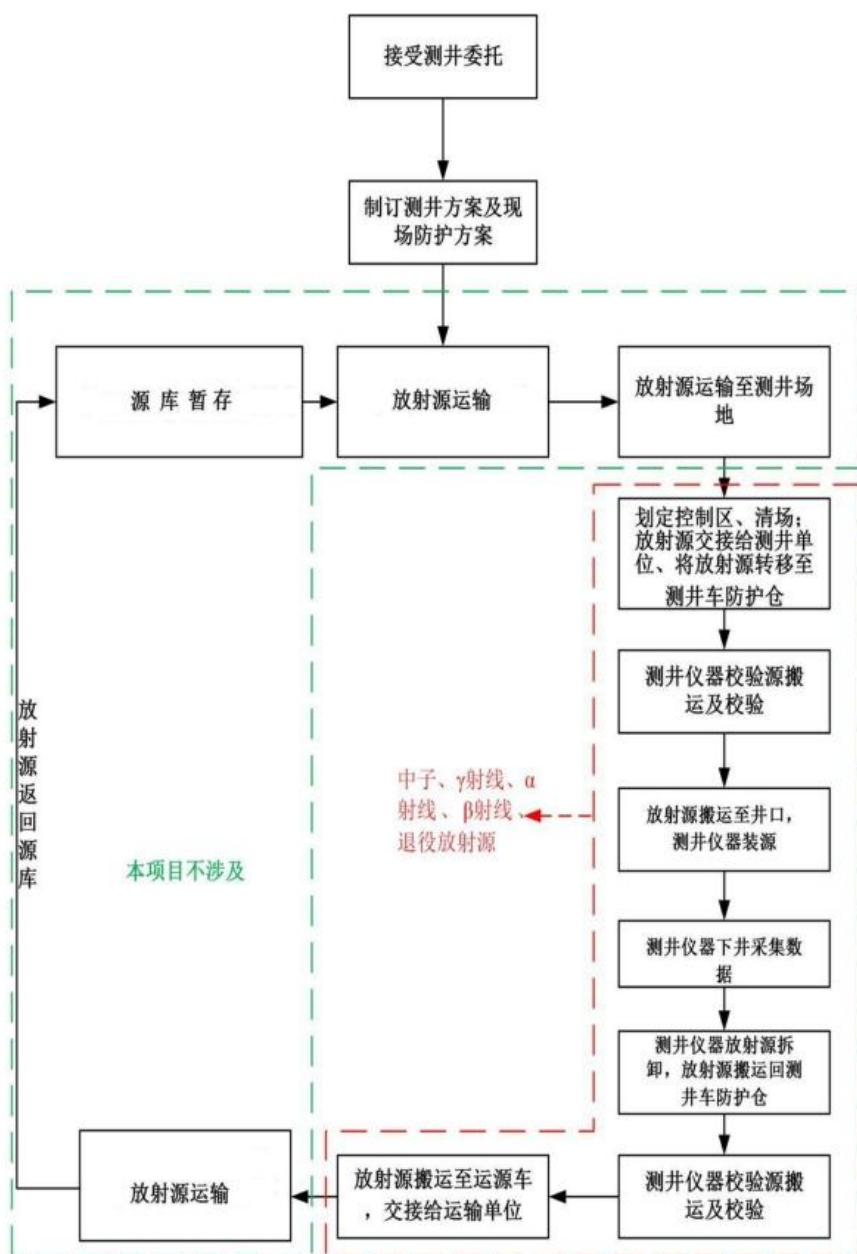 接受测井委托
制订测井方案及现
场防护方案
源 库 暂 存
放射源运输
放射源运输至测井场
地
划定控制区、清场；
放射源交接给测井单
位、将放射源转移至
测井车防护仓
测井仪器校验源搬
运及校验
放射源搬运至井口，
测井仪器装源
测井仪器下井采集数
据
测井仪器放射源拆
卸，放射源搬运回测
井车防护仓
测井仪器校验源搬
运及校验
放射源搬运至运源车
，交接给运输单位
放射源运输
放射源返回源库
本项目不涉及
中子、γ射线、α
射线、β射线、
退役放射源